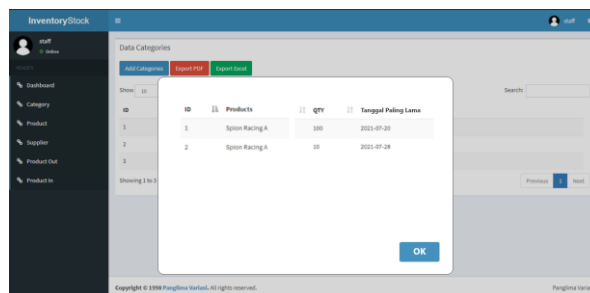 InventoryStock
staff
staff
Online
Data Categories
Add Categories Export PDF Export Excel
Dashboard
Show 10
Search:
Category
ID
ID Products QTY Tanggal Paling Lama
Product
1
1 Spion Racing A 100 2021-07-20
Supplier
2
2 Spion Racing A 10 2021-07-28
Product Out
3
Product In
Showing 1 to 3
Previous 1 Next
OK
Copyright © 1998 Panglima Variasi. All rights reserved.
Panglima Varia